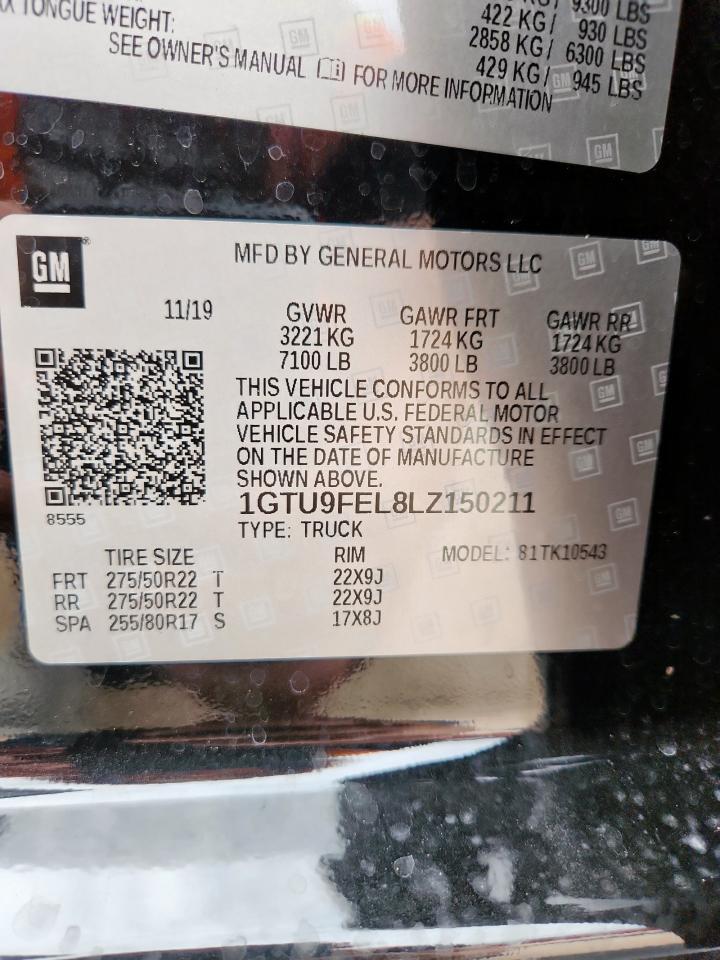 9300 LBS
TONGUE WEIGHT: 422 KG/ 930 LBS
2858 KG/ 6300 LBS
429 KG/ 945 LBS
SEE OWNER'S MANUAL FOR MORE INFORMATION
GM
MFD BY GENERAL MOTORS LLC
11/19 GVWR GAWR FRT GAWR RR
3221 KG 1724 KG 1724 KG
7100 LB 3800 LB 3800 LB
THIS VEHICLE CONFORMS TO ALL
APPLICABLE U.S. FEDERAL MOTOR
VEHICLE SAFETY STANDARDS IN EFFECT
ON THE DATE OF MANUFACTURE
SHOWN ABOVE.
1GTU9FEL8LZ150211
8555
TYPE: TRUCK
TIRE SIZE RIM MODEL: 81TK10543
FRT 275/50R22 T 22X9J
RR 275/50R22 T 22X9J
SPA 255/80R17 S 17X8J